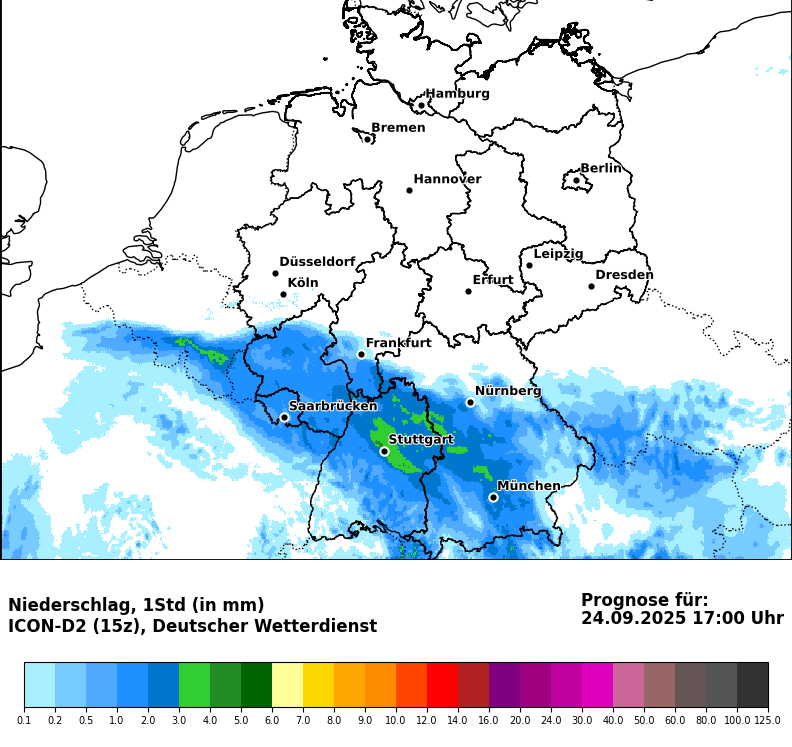 Hamburg
Bremen
Berlin
Hannover
Leipzig
Düsseldorf
Dresden
Köln
Erfurt
Frankfurt
Nürnberg
Saarbrücken
Stuttgart
München
Niederschlag, 1Std (in mm)
ICON-D2 (15z), Deutscher Wetterdienst
Prognose für:
24.09.2025 17:00 Uhr
0.1 0.2 0.5 1.0 2.0 3.0 4.0 5.0 6.0 7.0 8.0 9.0 10.0 12.0 14.0 16.0 20.0 24.0 30.0 40.0 50.0 60.0 80.0 100.0 125.0